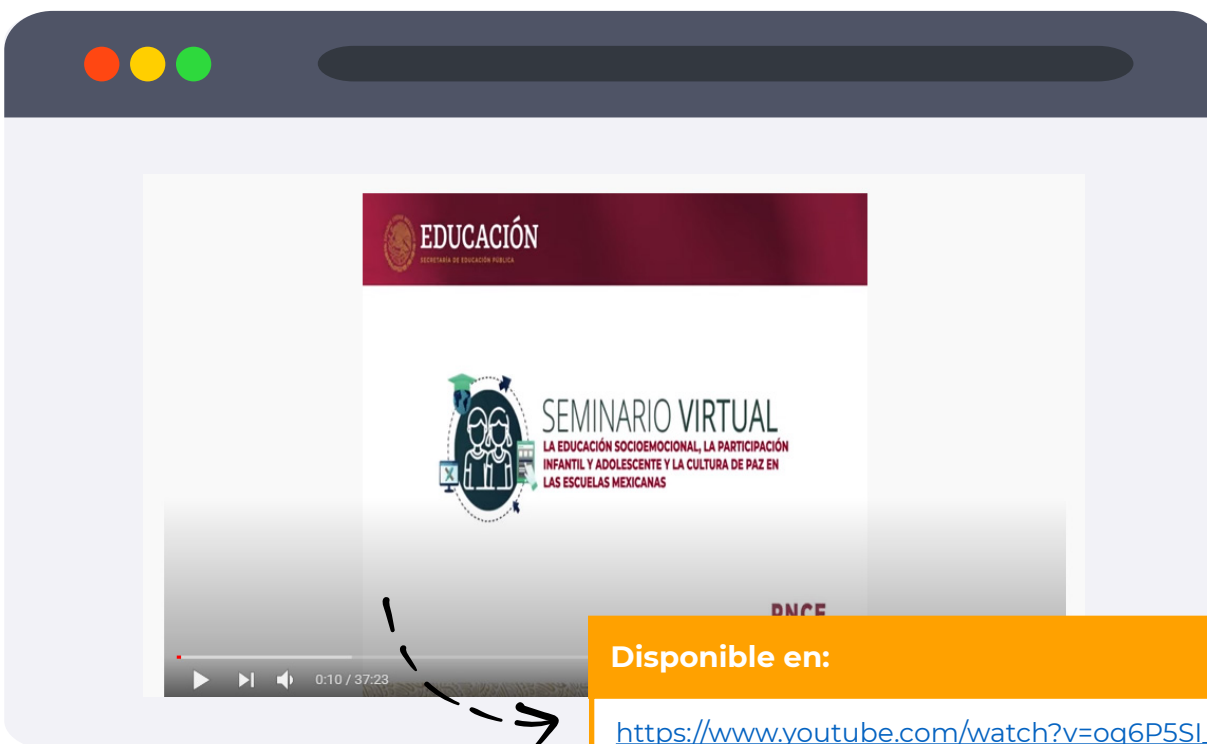 EDUCACIÓN
SECRETARÍA DE EDUCACIÓN PÚBLICA
SEMINARIO VIRTUAL
LA EDUCACIÓN SOCIOEMOCIONAL, LA PARTICIPACIÓN
INFANTIL Y ADOLESCENTE Y LA CULTURA DE PAZ EN
LAS ESCUELAS MEXICANAS
PNCE
0:10 / 37:23
Disponible en:
https://www.youtube.com/watch?v=oq6P5SI_